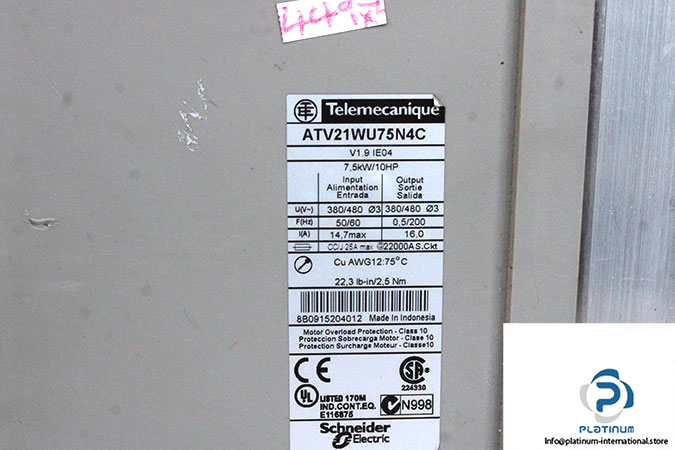 Telemecanique
ATV21WU75N4C
V1.9 IE04
7,5kW/10HP
Input Output
Alimentation Sortie
Entrada Salida
U(V~) 380/480 Ø3 380/480 Ø3
F(Hz) 50/60 0,5/200
I(A) 14,7max 16,0
CC/J 25A max @22000AS.Ckt
Cu AWG12:75°C
22,3 lb-in/2,5 Nm
8B0915204012 Made In Indonesia
Motor Overload Protection - Class 10
Proteccion Sobrecarga Motor - Clase 10
Protection Surcharge Moteur - Classe10
CE
SA
224330
UL LISTED 170M
IND.CONT.EQ.
E116875
N998
Schneider
Electric
PLATINUM
Info@platinum-international.store